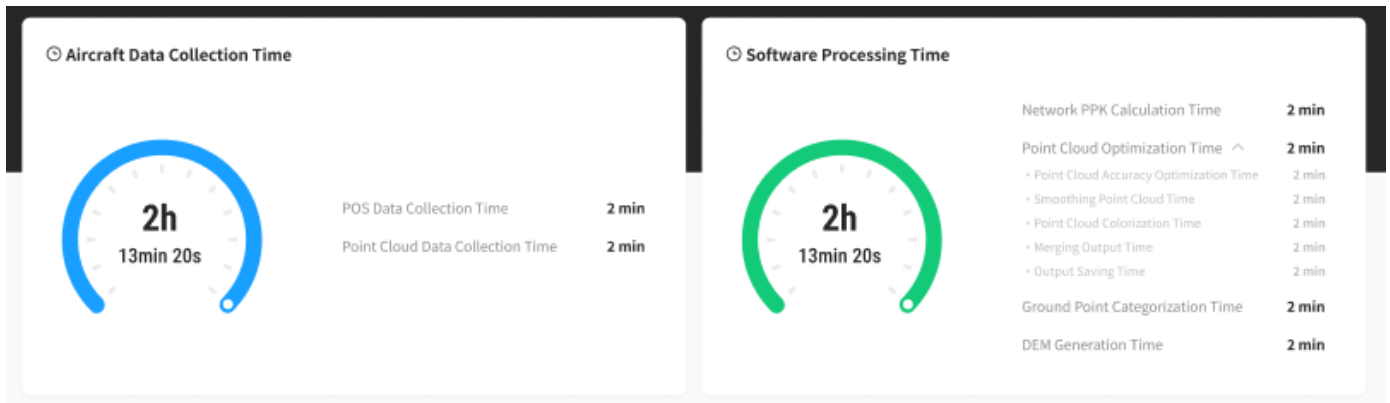 Aircraft Data Collection Time
2h
13min 20s
POS Data Collection Time 2 min
Point Cloud Data Collection Time 2 min
Software Processing Time
2h
13min 20s
Network PPK Calculation Time 2 min
Point Cloud Optimization Time 2 min
• Point Cloud Accuracy Optimization Time 2 min
• Smoothing Point Cloud Time 2 min
• Point Cloud Colorization Time 2 min
• Merging Output Time 2 min
• Output Saving Time 2 min
Ground Point Categorization Time 2 min
DEM Generation Time 2 min